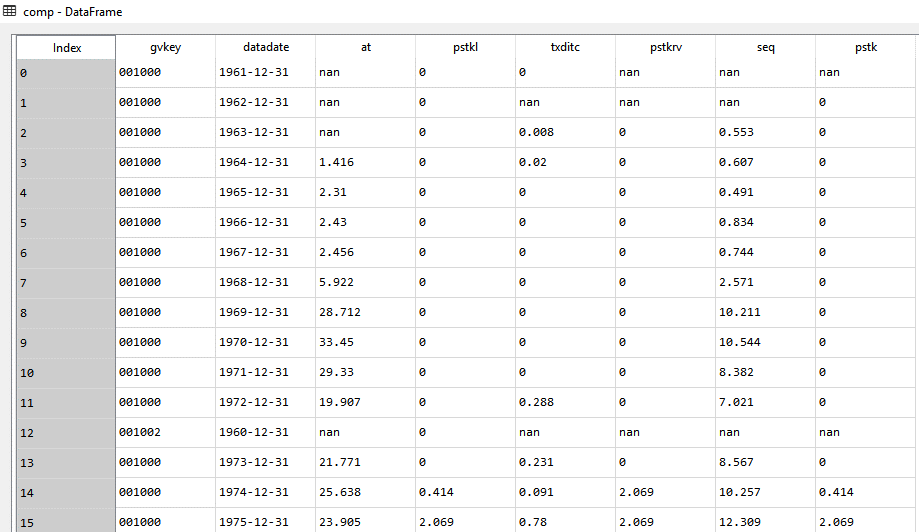 comp - DataFrame
Index gvkey datadate at pstkl txditc pstkrv seq pstk
0 001000 1961-12-31 nan 0 0 nan nan nan
1 001000 1962-12-31 nan 0 nan nan nan 0
2 001000 1963-12-31 nan 0 0.008 0 0.553 0
3 001000 1964-12-31 1.416 0 0.02 0 0.607 0
4 001000 1965-12-31 2.31 0 0 0 0.491 0
5 001000 1966-12-31 2.43 0 0 0 0.834 0
6 001000 1967-12-31 2.456 0 0 0 0.744 0
7 001000 1968-12-31 5.922 0 0 0 2.571 0
8 001000 1969-12-31 28.712 0 0 0 10.211 0
9 001000 1970-12-31 33.45 0 0 0 10.544 0
10 001000 1971-12-31 29.33 0 0 0 8.382 0
11 001000 1972-12-31 19.907 0 0.288 0 7.021 0
12 001002 1960-12-31 nan 0 nan nan nan nan
13 001000 1973-12-31 21.771 0 0.231 0 8.567 0
14 001000 1974-12-31 25.638 0.414 0.091 2.069 10.257 0.414
15 001000 1975-12-31 23.905 2.069 0.78 2.069 12.309 2.069